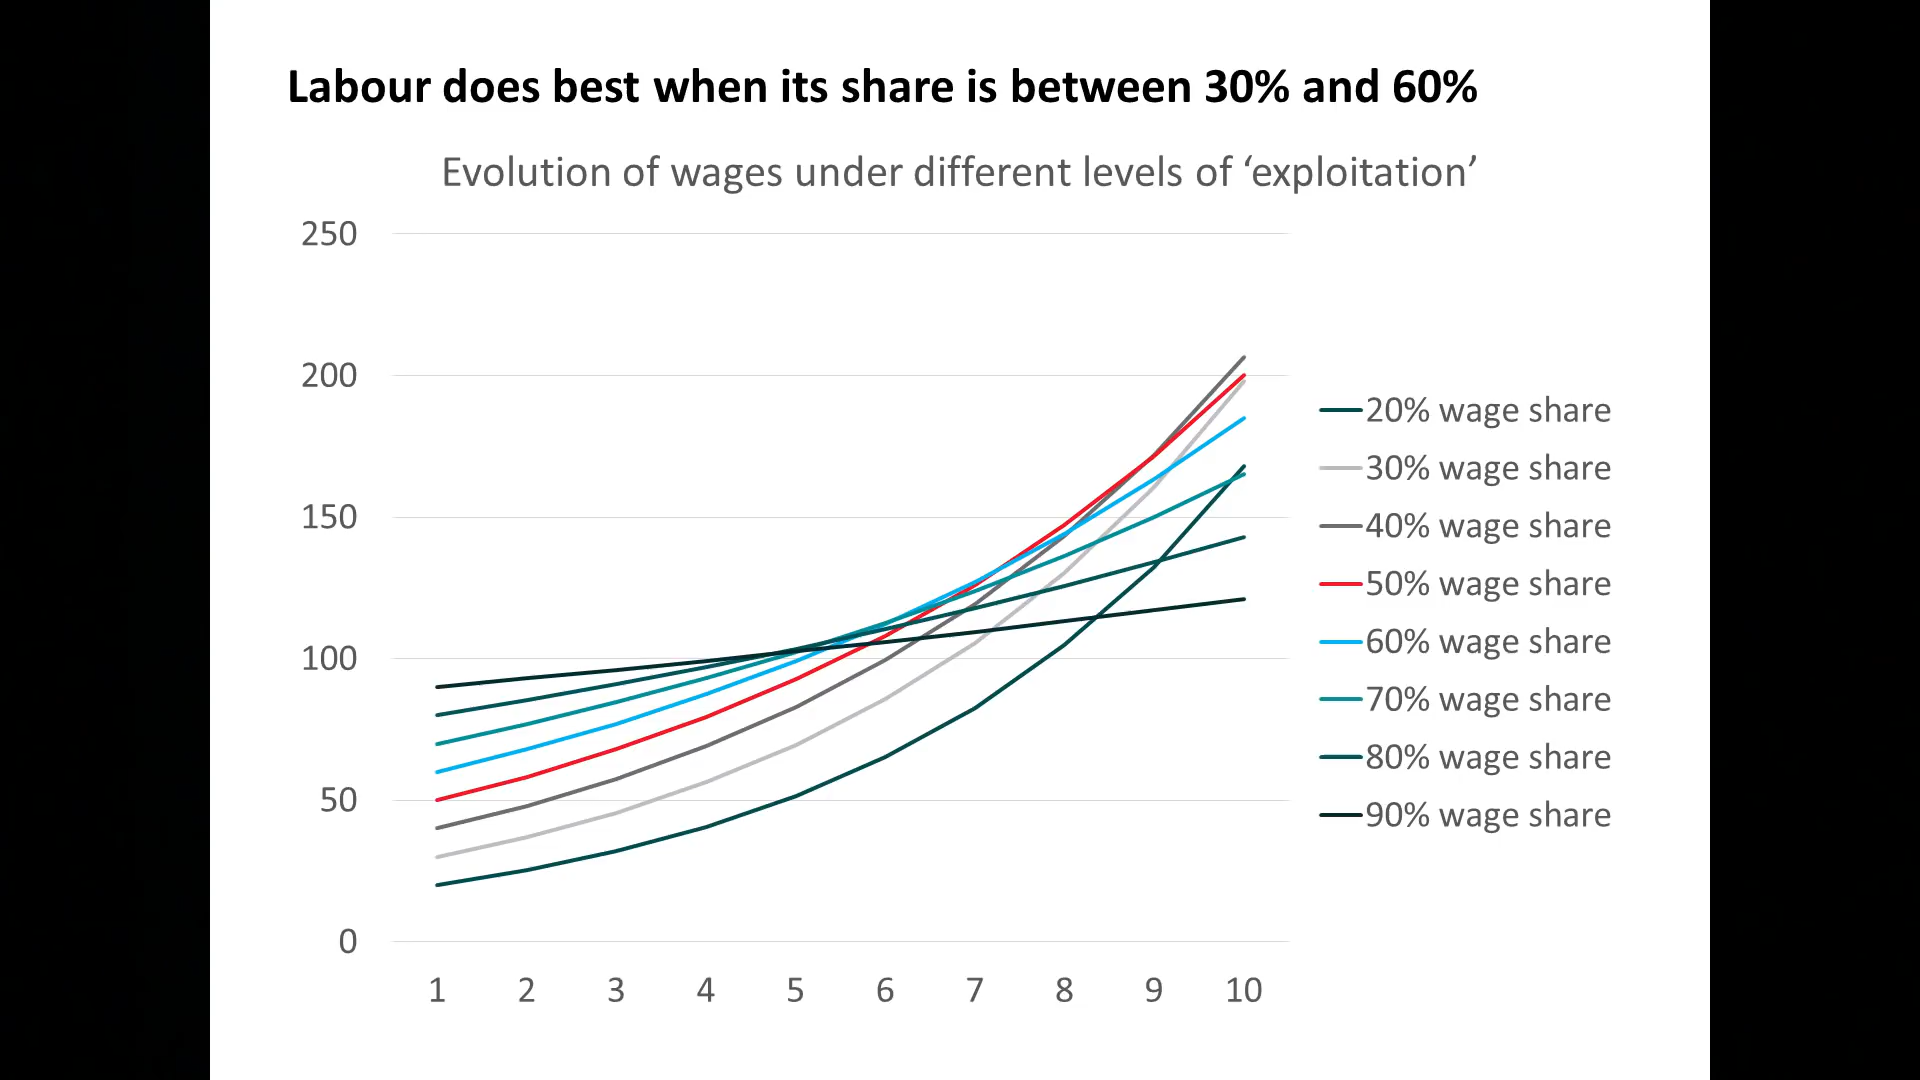 Labour does best when its share is between 30% and 60%
Evolution of wages under different levels of ‘exploitation’
250
200
150
100
50
0
1 2 3 4 5 6 7 8 9 10
20% wage share
30% wage share
40% wage share
50% wage share
60% wage share
70% wage share
80% wage share
90% wage share